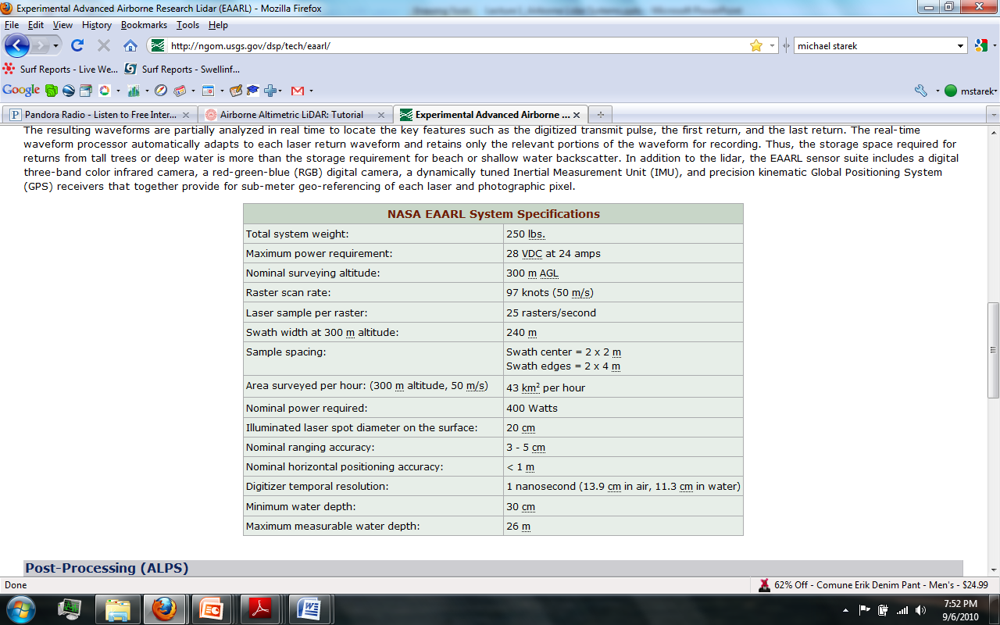 Experimental Advanced Airborne Research Lidar (EAARL) - Mozilla Firefox
File Edit View History Bookmarks Tools Help
http://ngom.usgs.gov/dsp/tech/eaarl/ michael starek
Surf Reports - Live We... Surf Reports - Swellinf...
Google mstarek
Pandora Radio - Listen to Free Inter... Airborne Altimetric LiDAR: Tutorial Experimental Advanced Airborne ...
The resulting waveforms are partially analyzed in real time to locate the key features such as the digitized transmit pulse, the first return, and the last return. The real-time
waveform processor automatically adapts to each laser return waveform and retains only the relevant portions of the waveform for recording. Thus, the storage space required for
returns from tall trees or deep water is more than the storage requirement for beach or shallow water backscatter. In addition to the lidar, the EAARL sensor suite includes a digital
three-band color infrared camera, a red-green-blue (RGB) digital camera, a dynamically tuned Inertial Measurement Unit (IMU), and precision kinematic Global Positioning System
(GPS) receivers that together provide for sub-meter geo-referencing of each laser and photographic pixel.
NASA EAARL System Specifications
Total system weight: 250 lbs.
Maximum power requirement: 28 VDC at 24 amps
Nominal surveying altitude: 300 m AGL
Raster scan rate: 97 knots (50 m/s)
Laser sample per raster: 25 rasters/second
Swath width at 300 m altitude: 240 m
Sample spacing: Swath center = 2 x 2 m
Swath edges = 2 x 4 m
Area surveyed per hour: (300 m altitude, 50 m/s) 43 km² per hour
Nominal power required: 400 Watts
Illuminated laser spot diameter on the surface: 20 cm
Nominal ranging accuracy: 3 - 5 cm
Nominal horizontal positioning accuracy: < 1 m
Digitizer temporal resolution: 1 nanosecond (13.9 cm in air, 11.3 cm in water)
Minimum water depth: 30 cm
Maximum measurable water depth: 26 m
Post-Processing (ALPS)
Done 62% Off - Comune Erik Denim Pant - Men's - $24.99
7:52 PM
9/6/2010